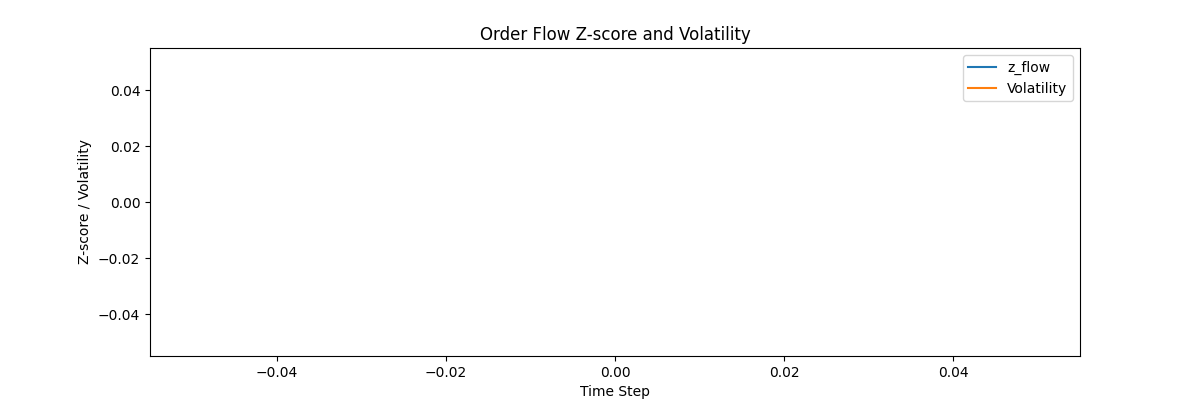 Order Flow Z-score and Volatility
z_flow
Volatility
Z-score / Volatility
0.04
0.02
0.00
−0.02
−0.04
−0.04
−0.02
0.00
0.02
0.04
Time Step